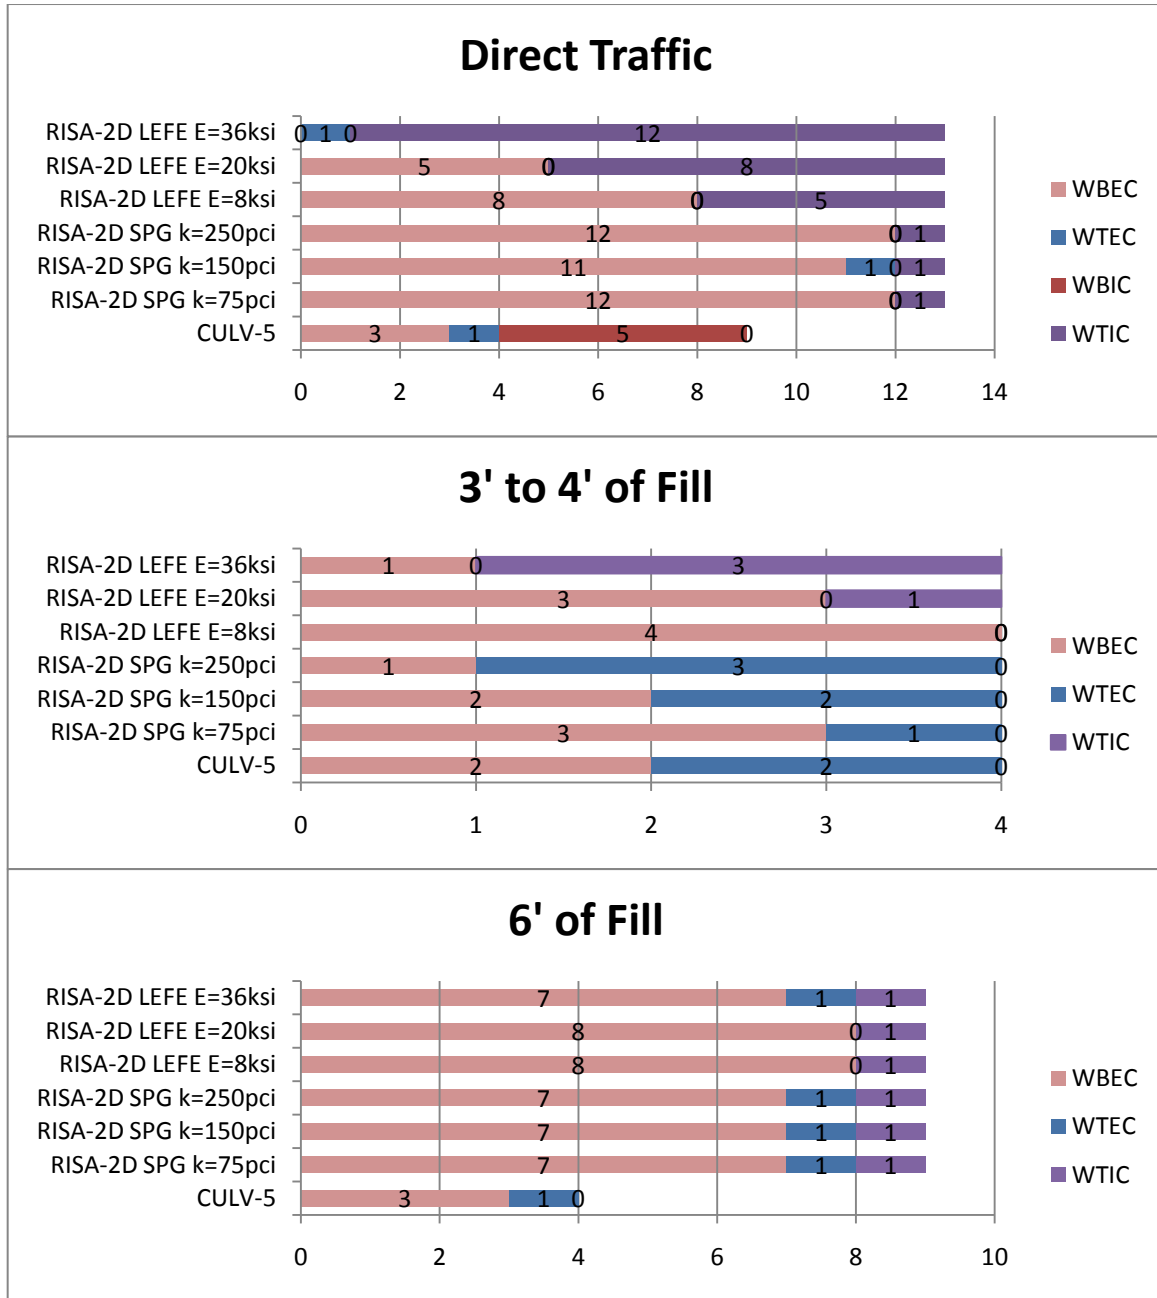 Direct Traffic
RISA-2D LEFE E=36ksi 0 1 0 12
RISA-2D LEFE E=20ksi 5 0 8
RISA-2D LEFE E=8ksi 8 0 5
RISA-2D SPG k=250pci 12 0 1
RISA-2D SPG k=150pci 11 1 0 1
RISA-2D SPG k=75pci 12 0 1
CULV-5 3 1 5 0
0 2 4 6 8 10 12 14
WBEC
WTEC
WBIC
WTIC
3' to 4' of Fill
RISA-2D LEFE E=36ksi 1 0 3
RISA-2D LEFE E=20ksi 3 0 1
RISA-2D LEFE E=8ksi 4 0
RISA-2D SPG k=250pci 1 3 0
RISA-2D SPG k=150pci 2 2 0
RISA-2D SPG k=75pci 3 1 0
CULV-5 2 2 0
0 1 2 3 4
WBEC
WTEC
WTIC
6' of Fill
RISA-2D LEFE E=36ksi 7 1 1
RISA-2D LEFE E=20ksi 8 0 1
RISA-2D LEFE E=8ksi 8 0 1
RISA-2D SPG k=250pci 7 1 1
RISA-2D SPG k=150pci 7 1 1
RISA-2D SPG k=75pci 7 1 1
CULV-5 3 1 0
0 2 4 6 8 10
WBEC
WTEC
WTIC